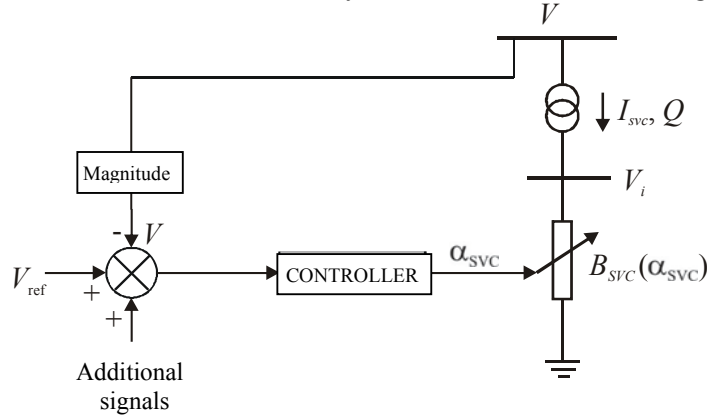 V
I_svc, Q
Magnitude
V_i
-
V
V_ref
+
+
CONTROLLER
α_SVC
B_SVC(α_SVC)
Additional
signals